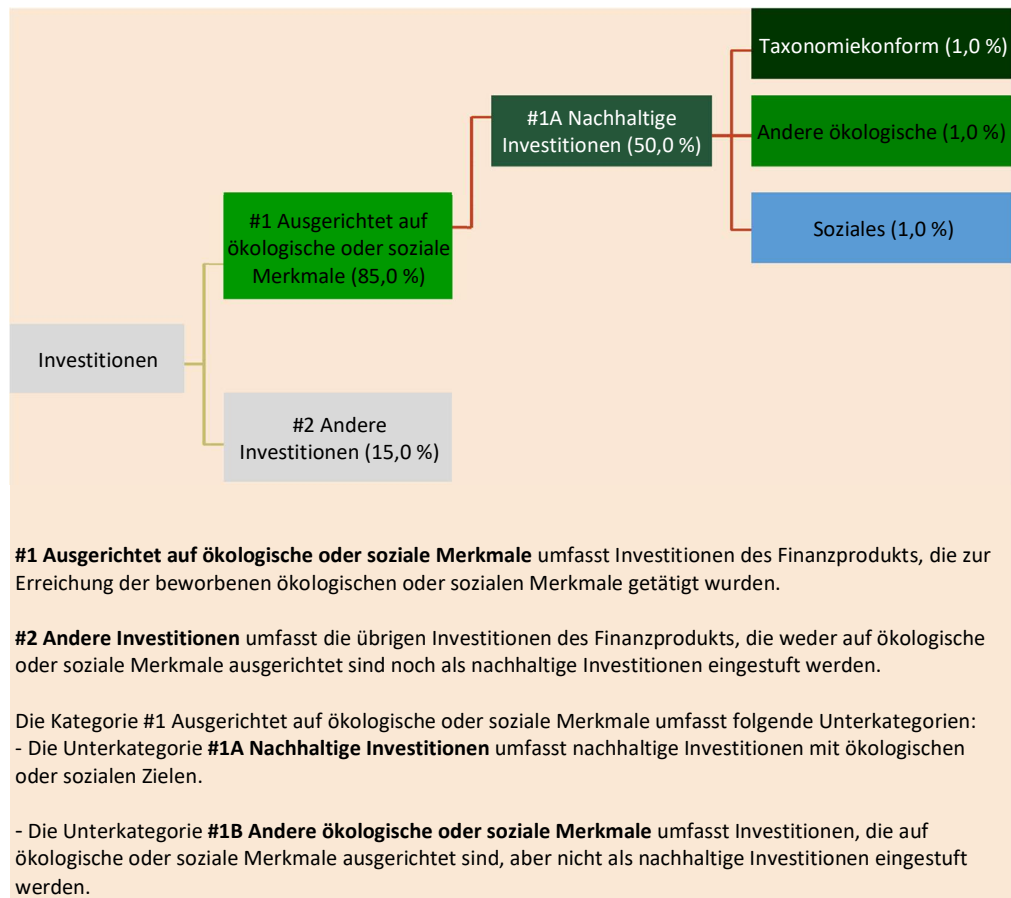 Taxonomiekonform (1,0 %)
#1A Nachhaltige
Investitionen (50,0 %)
Andere ökologische (1,0 %)
#1 Ausgerichtet auf
ökologische oder soziale
Merkmale (85,0 %)
Soziales (1,0 %)
Investitionen
#2 Andere
Investitionen (15,0 %)
#1 Ausgerichtet auf ökologische oder soziale Merkmale umfasst Investitionen des Finanzprodukts, die zur
Erreichung der beworbenen ökologischen oder sozialen Merkmale getätigt wurden.
#2 Andere Investitionen umfasst die übrigen Investitionen des Finanzprodukts, die weder auf ökologische
oder soziale Merkmale ausgerichtet sind noch als nachhaltige Investitionen eingestuft werden.
Die Kategorie #1 Ausgerichtet auf ökologische oder soziale Merkmale umfasst folgende Unterkategorien:
- Die Unterkategorie #1A Nachhaltige Investitionen umfasst nachhaltige Investitionen mit ökologischen
oder sozialen Zielen.
- Die Unterkategorie #1B Andere ökologische oder soziale Merkmale umfasst Investitionen, die auf
ökologische oder soziale Merkmale ausgerichtet sind, aber nicht als nachhaltige Investitionen eingestuft
werden.